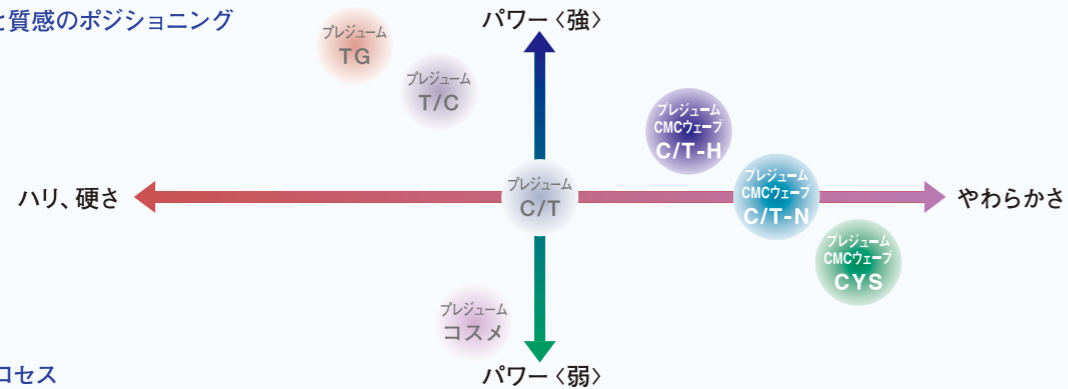 と質感のポジショニング
パワー〈強〉
プレジューム
TG
プレジューム
T/C
プレジューム
CMCウェーブ
C/T-H
ハリ、硬さ
プレジューム
C/T
プレジューム
CMCウェーブ
C/T-N
やわらかさ
プレジューム
CMCウェーブ
CYS
プレジューム
コスメ
パワー〈弱〉
ロセス